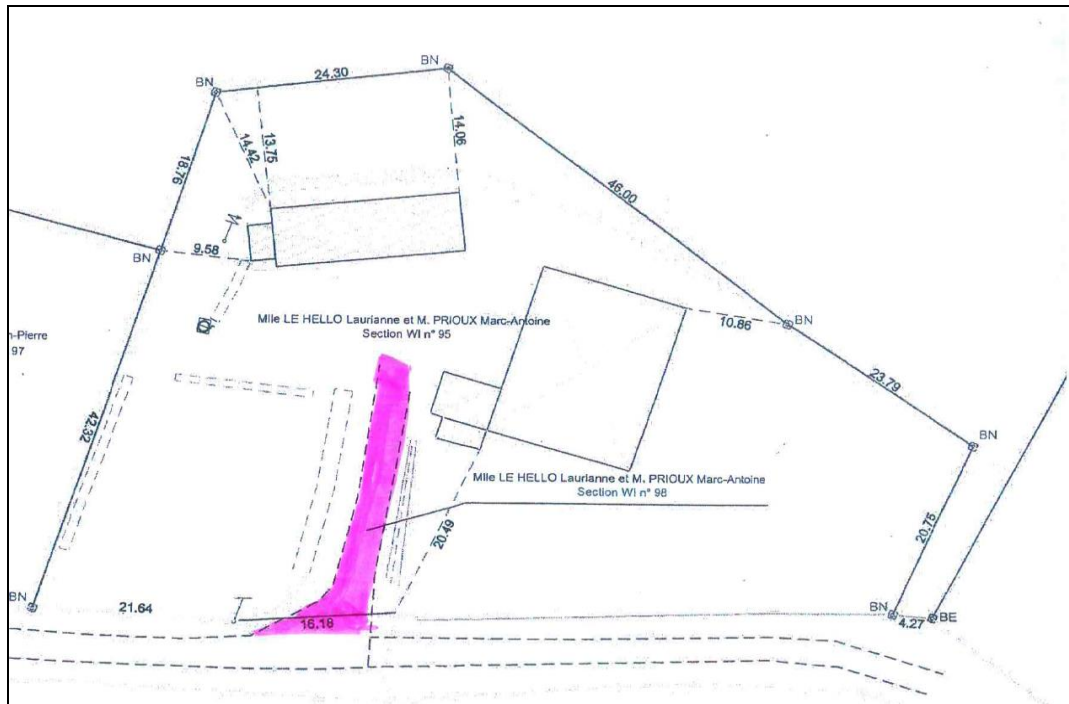 BN
24.30
BN
14.42
13.75
14.06
18.76
46.00
BN
9.58
Mlle LE HELLO Laurianne et M. PRIOUX Marc-Antoine
Section WI n° 95
10.86
BN
n-Pierre
97
23.79
42.32
BN
Mlle LE HELLO Laurianne et M. PRIOUX Marc-Antoine
Section WI n° 98
20.49
20.75
BN
21.64
16.18
BN
4.27
BE